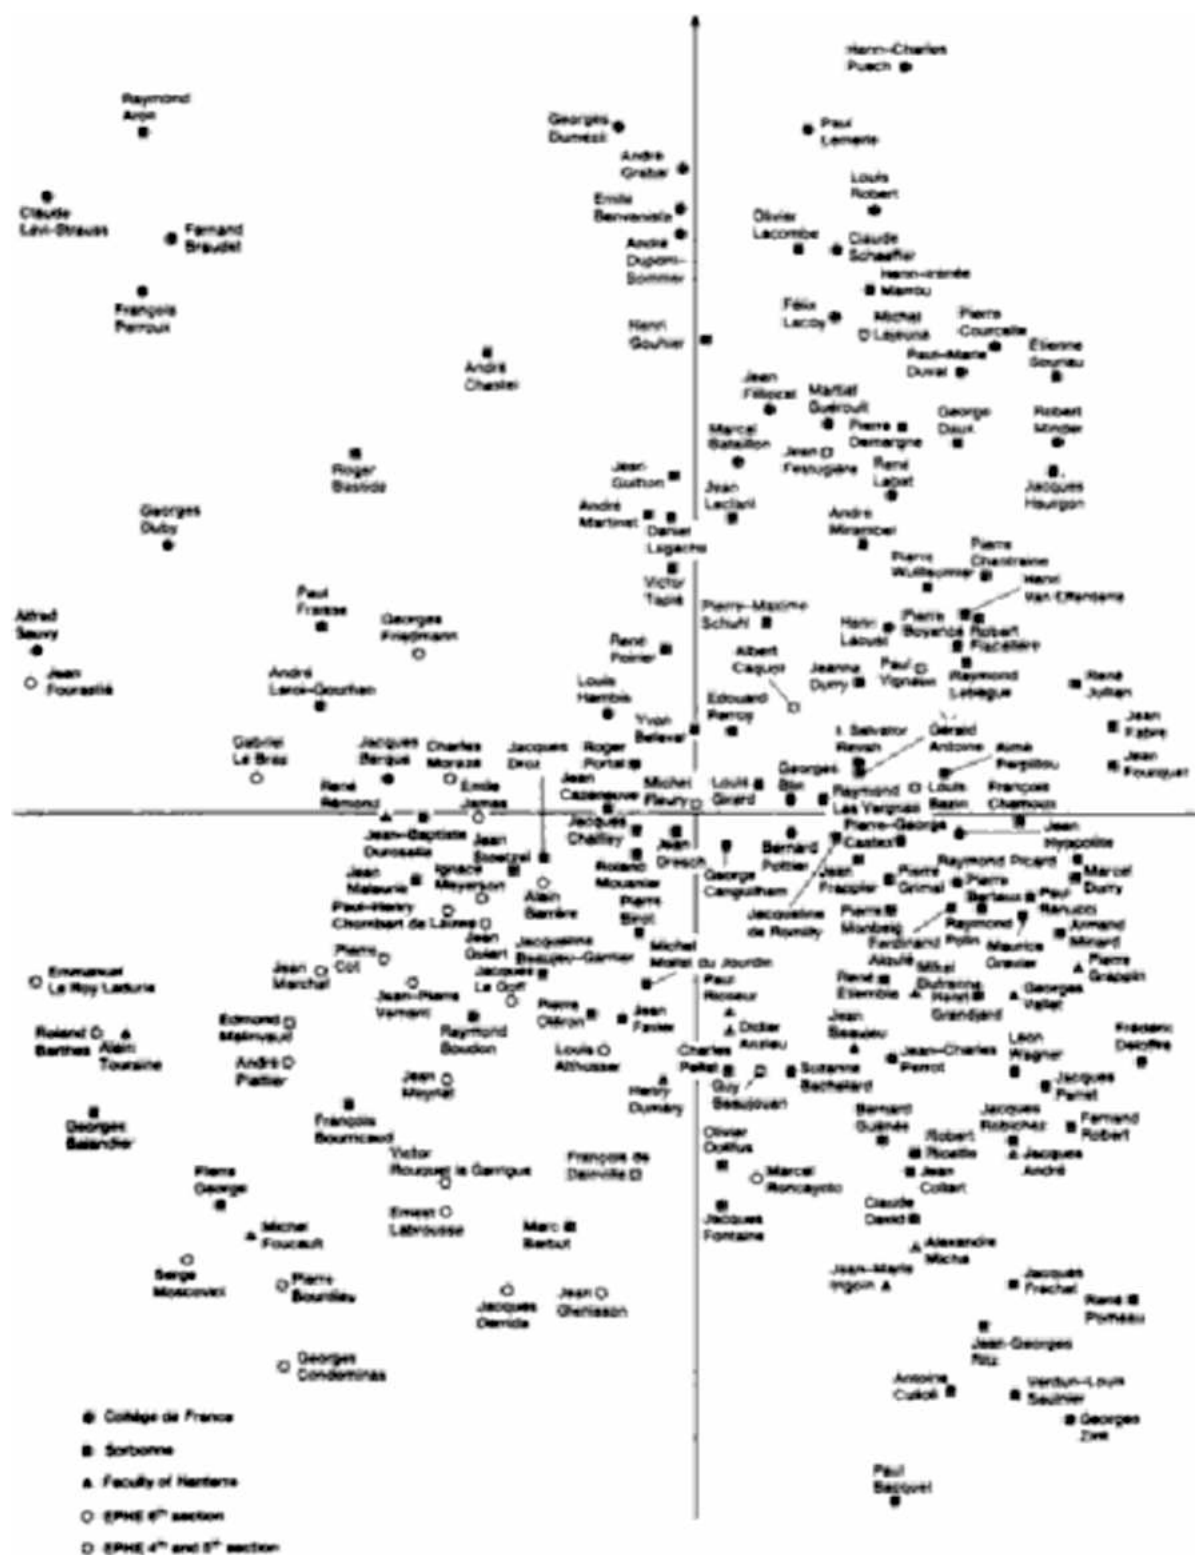 Henri-Charles
Puech
Raymond
Aron
Georges
Dumézil
Paul
Lemerle
André
Grabar
Claude
Lévi-Strauss
Louis
Robert
Emile
Benveniste
Fernand
Braudel
Olivier
Lacombe
Claude
Schaeffer
André
Dupont-
Sommer
Henri-Irénée
Marrou
François
Perroux
Félix
Lacoy
Michel
Lejeune
Pierre
Courcelle
Henri
Gouhier
Paul-Marie
Duval
Etienne
Souriau
André
Chastel
Jean
Filliozat
Martial
Guéroult
Pierre
Demargne
George
Daux
Robert
Minder
Marcel
Bataillon
Jean
Festugière
René
Labat
Roger
Bastide
Jean
Guitton
Jacques
Heurgon
Jean
Leclant
Georges
Duby
André
Martinet
Daniel
Lagache
André
Mirambel
Pierre
Wuilleumier
Pierre
Chantraine
Victor
Tapié
Henri
Van Effenterre
Paul
Fraisse
Pierre-Maxime
Schuhl
Henri
Laoust
Pierre
Boyancé
Robert
Flacelière
Alfred
Sauvy
Georges
Friedmann
René
Poirier
Albert
Caquot
Jeanne
Durry
Paul
Vignaux
Raymond
Lebègue
René
Jullian
Jean
Fourastié
André
Leroi-Gourhan
Louis
Hambis
Edouard
Perroy
Yvon
Belaval
Jean
Fabre
Gabriel
Le Bras
Jacques
Berque
Charles
Morazé
Jacques
Droz
Roger
Portal
I. Salvator
Revah
Gérald
Antoine
Aimé
Perpillou
Jean
Fourquet
René
Rémond
Emile
James
Jean
Cazeneuve
Michel
Fleury
Louis
Girard
Georges
Blin
Raymond
Las Vergnas
Louis
Bazin
François
Chamoux
Jean-Baptiste
Duroselle
Jacques
Chailley
Jean
Dresch
Bernard
Pottier
Pierre-George
Castex
Jean
Hyppolite
Jean
Stoetzel
Ignace
Meyerson
Jean
Malaurie
Roland
Mousnier
George
Canguilhem
Jean
Frappier
Pierre
Grimal
Raymond Picard
Pierre
Bertaux
Marcel
Durry
Paul
Ranucci
Paul-Henry
Chombart de Lauwe
Alain
Barrère
Pierre
Birot
Jacqueline
de Romilly
Pierre
Monbeig
Ferdinand
Alquié
Raymond
Polin
Maurice
Gravier
Armand
Minard
Jean
Jacqueline
Beaujeu-Garnier
Michel
Mollat du Jourdin
Pierre
Cot
Jean
Marchal
Jacques
Le Goff
Mikel
Dufrenne
Pierre
Grappin
Emmanuel
Le Roy Ladurie
Jean-Pierre
Vernant
Paul
Ricoeur
René
Etiemble
Henri
Grandjard
Georges
Vallet
Pierre
Oléron
Jean
Favier
Edmond
Malinvaud
Raymond
Boudon
Didier
Anzieu
Jean
Beaujeu
Léon
Wagner
Frédéric
Deloffre
Roland
Barthes
Alain
Touraine
André
Piattier
Louis
Althusser
Charles
Pellat
Jean-Charles
Perrot
Jean
Meyriat
Henry
Duméry
Guy
Beaujouan
Suzanne
Bachelard
Jacques
Perret
Georges
Balandier
François
Bourricaud
Olivier
Dollfus
Bernard
Guénée
Jacques
Robichez
Fernand
Robert
Robert
Ricatte
Victor
Rouquet la Garrigue
François de
Dainville
Marcel
Roncayolo
Jean
Collart
Jacques
André
Pierre
George
Ernest
Labrousse
Marc
Barbut
Jacques
Fontaine
Claude
David
Michel
Foucault
Alexandre
Micha
Serge
Moscovici
Pierre
Bourdieu
Jacques
Derrida
Jean
Glénisson
Jean-Marie
Jacques
Fréchet
René
Pomeau
Jean-Georges
Ritz
Georges
Condominas
Antoine
Culioli
Verdun-Louis
Saulnier
Georges
Zink
Collège de France
Sorbonne
Faculty of Nanterre
EPHE 6th section
EPHE 4th and 5th section
Paul
Bacquet